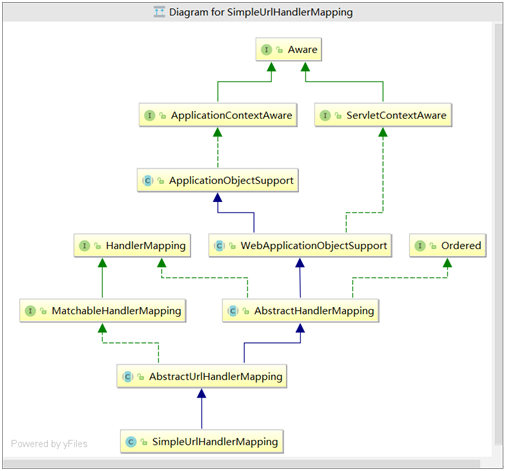 Diagram for SimpleUrlHandlerMapping
Aware
ApplicationContextAware
ServletContextAware
ApplicationObjectSupport
HandlerMapping
WebApplicationObjectSupport
Ordered
MatchableHandlerMapping
AbstractHandlerMapping
AbstractUrlHandlerMapping
SimpleUrlHandlerMapping
Powered by yFiles